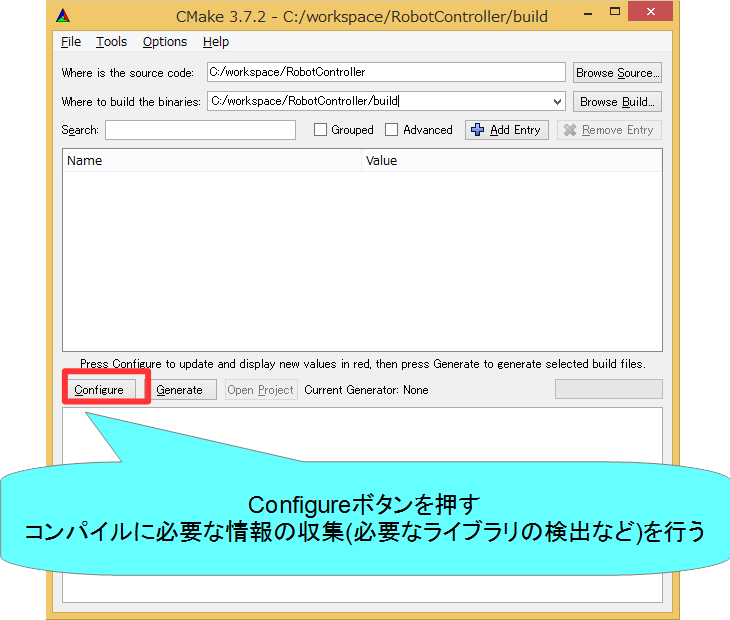 CMake 3.7.2 - C:/workspace/RobotController/build
File Tools Options Help
Where is the source code: C:/workspace/RobotController Browse Source...
Where to build the binaries: C:/workspace/RobotController/build Browse Build...
Search: Grouped Advanced Add Entry Remove Entry
Name Value
Press Configure to update and display new values in red, then press Generate to generate selected build files.
Configure Generate Open Project Current Generator: None
Configureボタンを押す
コンパイルに必要な情報の収集(必要なライブラリの検出など)を行う